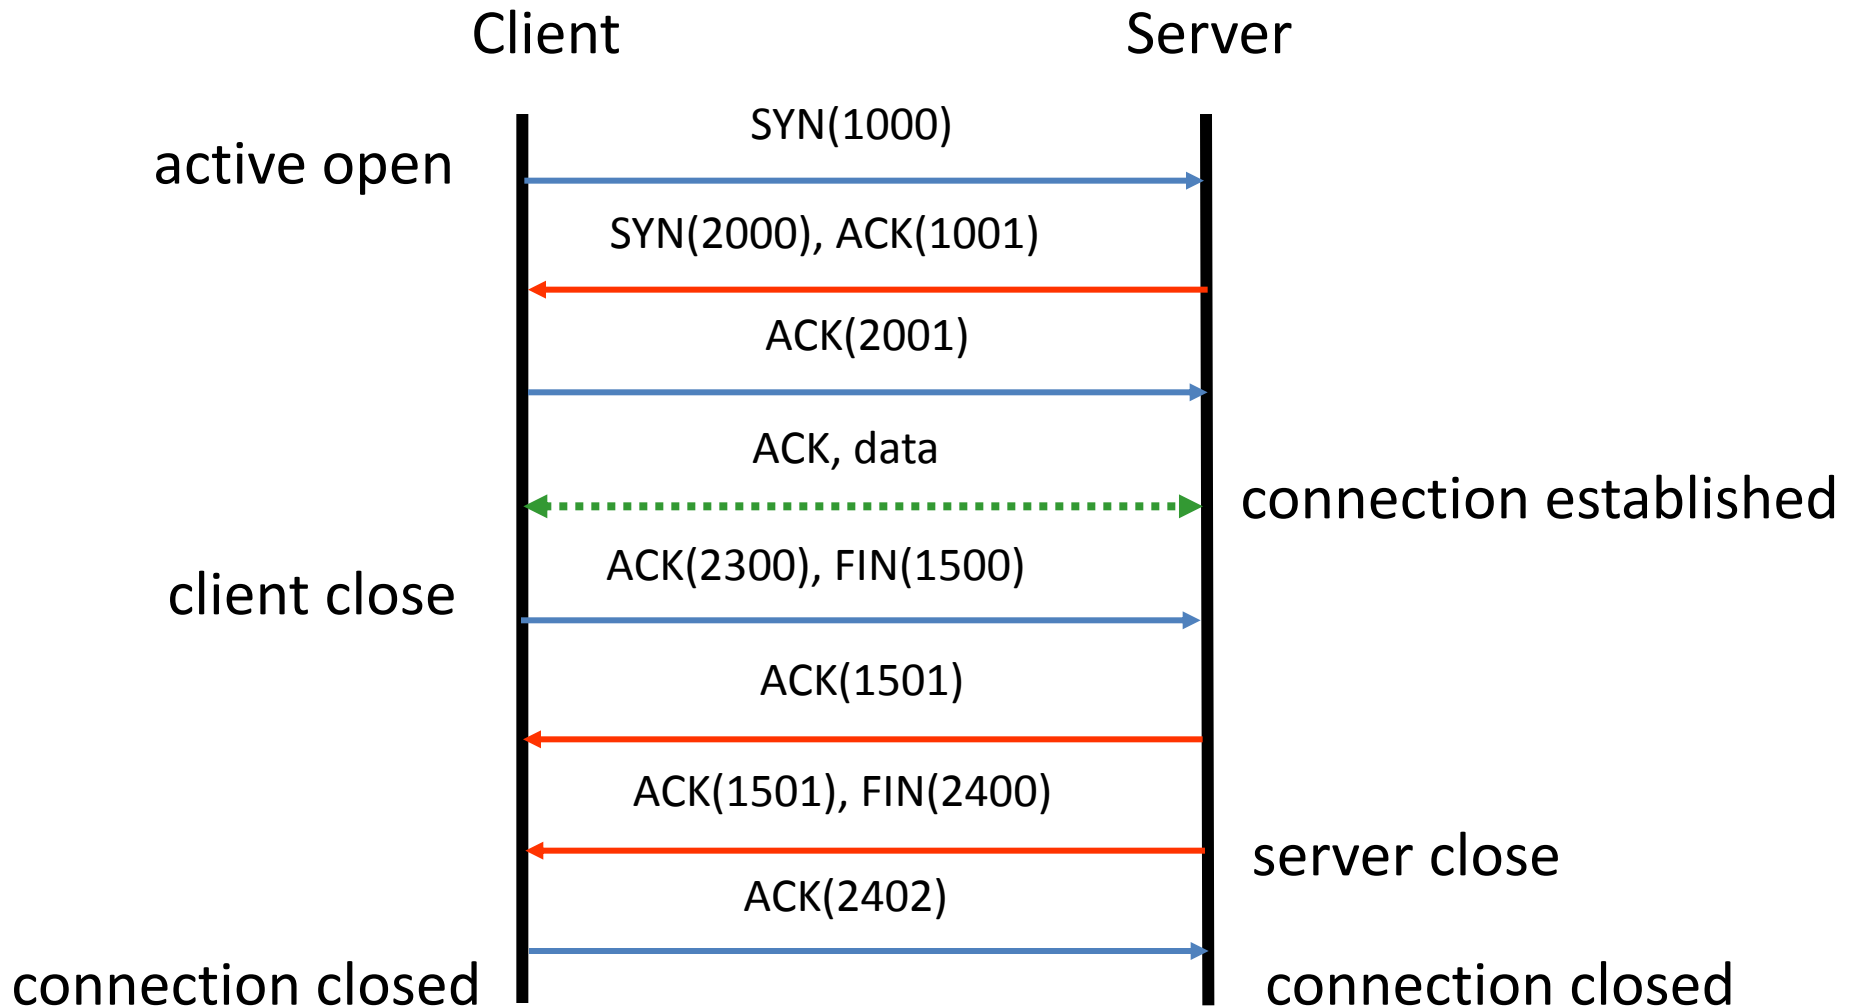 Client
Server
SYN(1000)
active open
SYN(2000), ACK(1001)
ACK(2001)
ACK, data
connection established
ACK(2300), FIN(1500)
client close
ACK(1501)
ACK(1501), FIN(2400)
server close
ACK(2402)
connection closed
connection closed